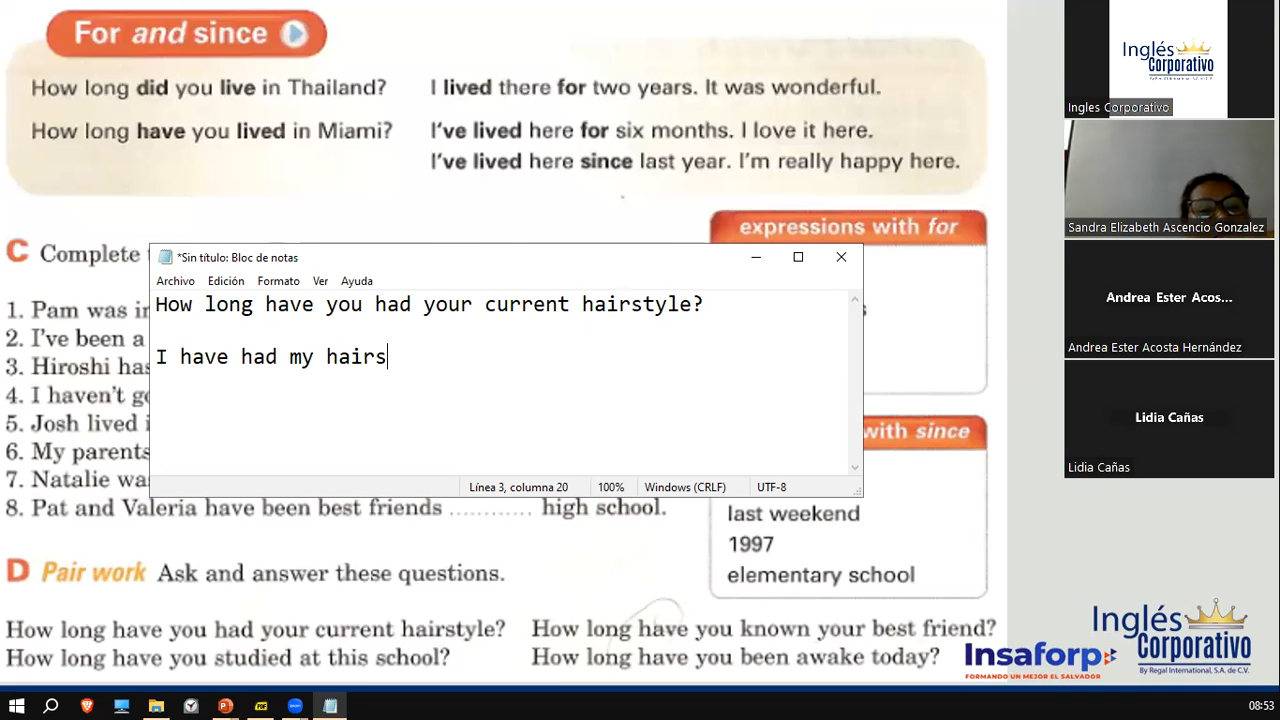 For and since
How long did you live in Thailand?
I lived there for two years. It was wonderful.
How long have you lived in Miami?
I've lived here for six months. I love it here.
I've lived here since last year. I'm really happy here.
expressions with for
C Complete
1. Pam was in
2. I've been a
3. Hiroshi has
4. I haven't
5. Josh lived
6. My parents
7. Natalie was
8. Pat and Valeria have been best friends ............ high school.
*Sin título: Bloc de notas
Archivo Edición Formato Ver Ayuda
How long have you had your current hairstyle?
I have had my hairs
Línea 3, columna 20 100% Windows (CRLF) UTF-8
with since
last weekend
1997
elementary school
D Pair work Ask and answer these questions.
How long have you had your current hairstyle?
How long have you studied at this school?
How long have you known your best friend?
How long have you been awake today?
Insaforp
FORMANDO UN MEJOR EL SALVADOR
Inglés
Corporativo
By Regal International, S.A. de C.V.
Inglés
Corporativo
Ingles Corporativo
Sandra Elizabeth Ascencio Gonzalez
Andrea Ester Acos...
Andrea Ester Acosta Hernández
Lidia Cañas
Lidia Cañas
08:53